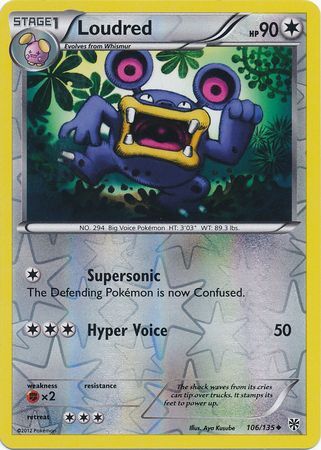 STAGE1
Loudred
HP 90
Evolves from Whismur
NO. 294 Big Voice Pokémon HT: 3'03" WT: 89.3 lbs.
Supersonic
The Defending Pokémon is now Confused.
Hyper Voice 50
weakness resistance
×2
The shock waves from its cries
can tip over trucks. It stamps its
feet to power up.
retreat
©2012 Pokémon
Illus. Aya Kusube 106/135